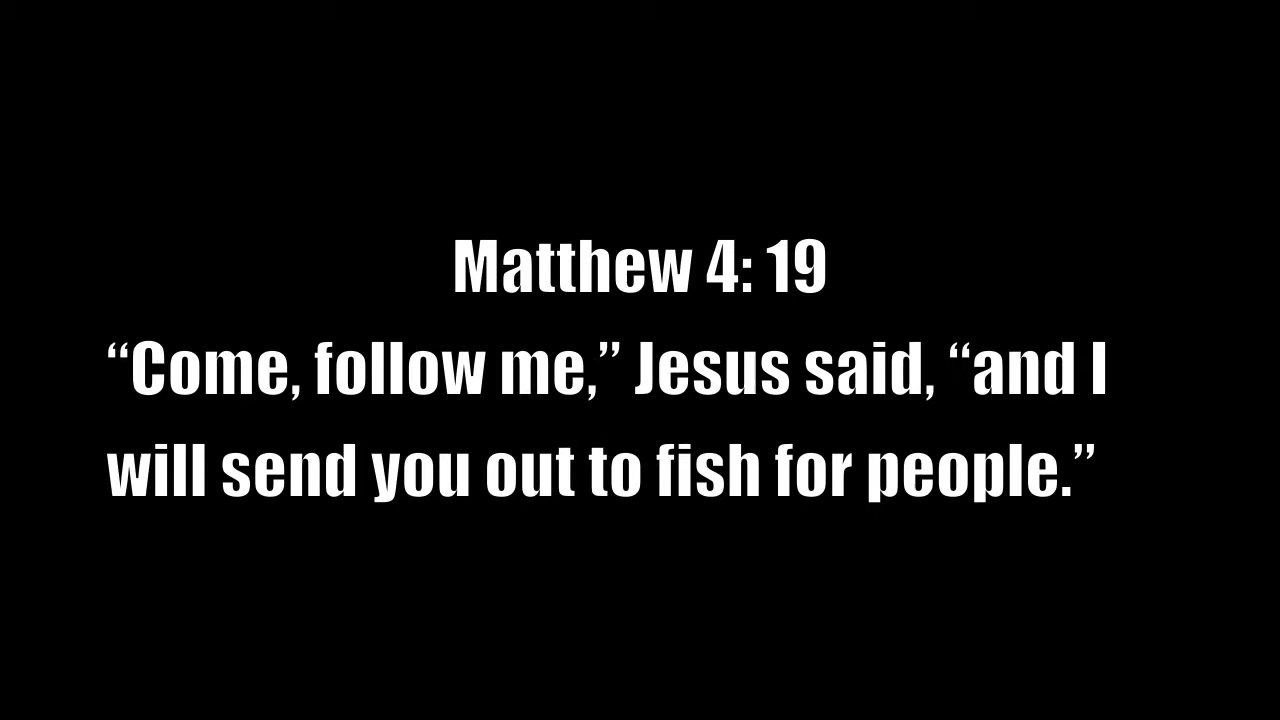 Matthew 4: 19
“Come, follow me,” Jesus said, “and I
will send you out to fish for people.”